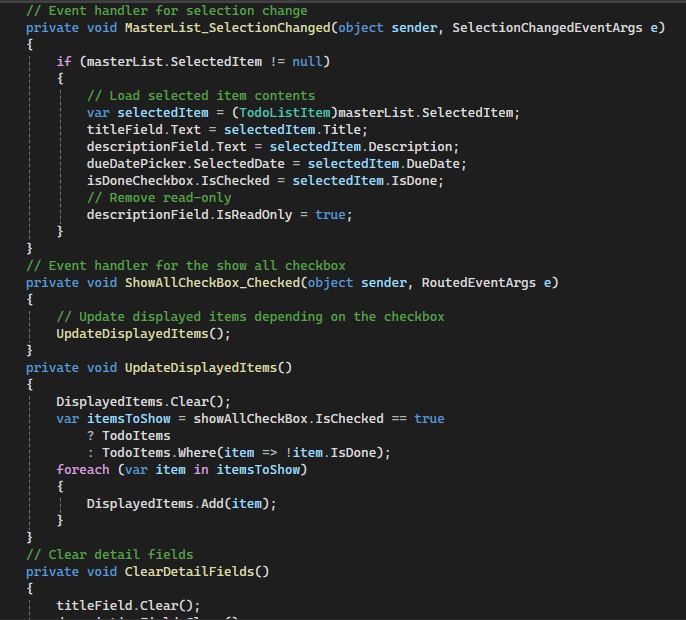 // Event handler for selection change
private void MasterList_SelectionChanged(object sender, SelectionChangedEventArgs e)
{
if (masterList.SelectedItem != null)
{
// Load selected item contents
var selectedItem = (TodoListItem)masterList.SelectedItem;
titleField.Text = selectedItem.Title;
descriptionField.Text = selectedItem.Description;
dueDatePicker.SelectedDate = selectedItem.DueDate;
isDoneCheckbox.IsChecked = selectedItem.IsDone;
// Remove read-only
descriptionField.IsReadOnly = true;
}
}
// Event handler for the show all checkbox
private void ShowAllCheckBox_Checked(object sender, RoutedEventArgs e)
{
// Update displayed items depending on the checkbox
UpdateDisplayedItems();
}
private void UpdateDisplayedItems()
{
DisplayedItems.Clear();
var itemsToShow = showAllCheckBox.IsChecked == true
? TodoItems
: TodoItems.Where(item => !item.IsDone);
foreach (var item in itemsToShow)
{
DisplayedItems.Add(item);
}
}
// Clear detail fields
private void ClearDetailFields()
{
titleField.Clear();